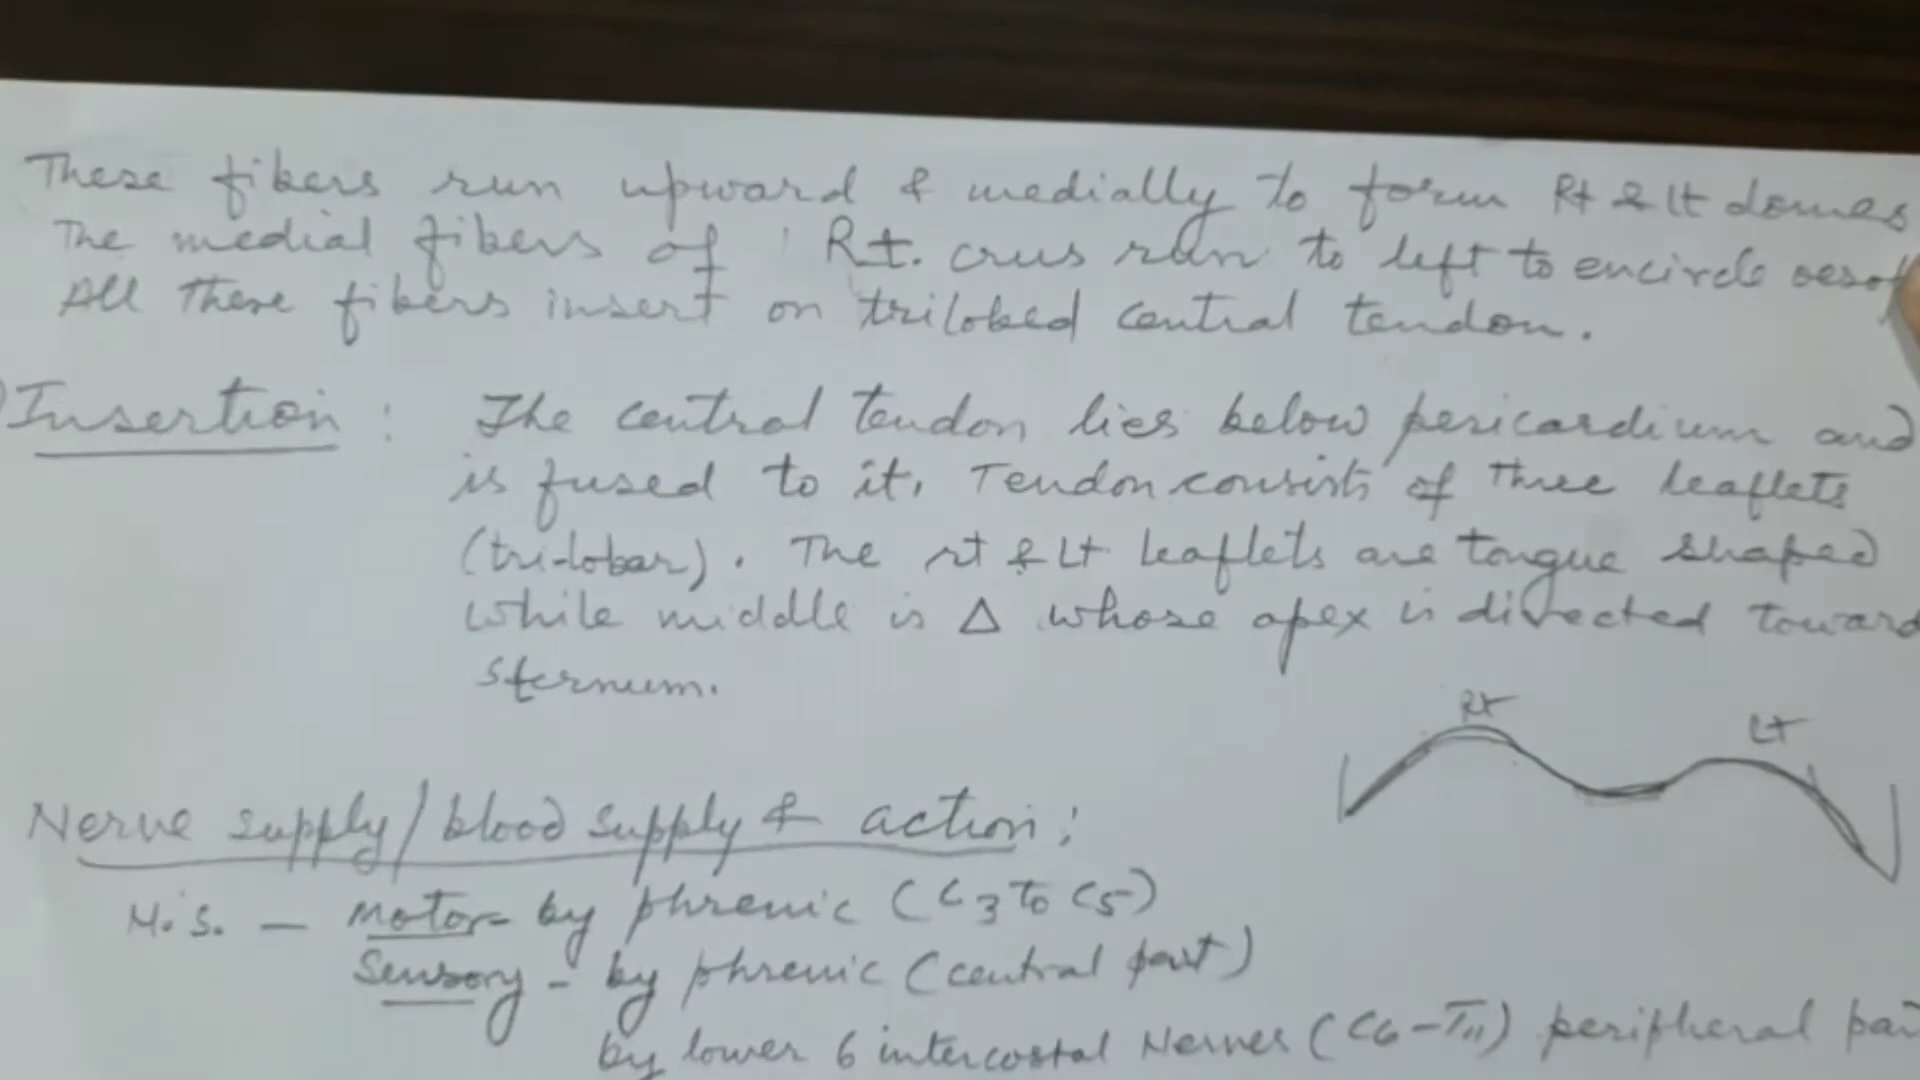 These fibers run upward & medially to form Rt & Lt domes
The medial fibers of Rt. crus run to left to encircle oesop
All these fibers insert on trilobed central tendon.
Insertion : The central tendon lies below pericardium and
is fused to it. Tendon consists of three leaflets
(tri-lobar). The rt & Lt leaflets are tongue shaped
while middle is Δ whose apex is directed toward
sternum.
Rt
Lt
Nerve supply/blood supply & action :
N.S. — Motor - by phrenic (C3 to C5)
Sensory - by phrenic (central part)
by lower 6 intercostal Nerves (C6-T11) peripheral pa